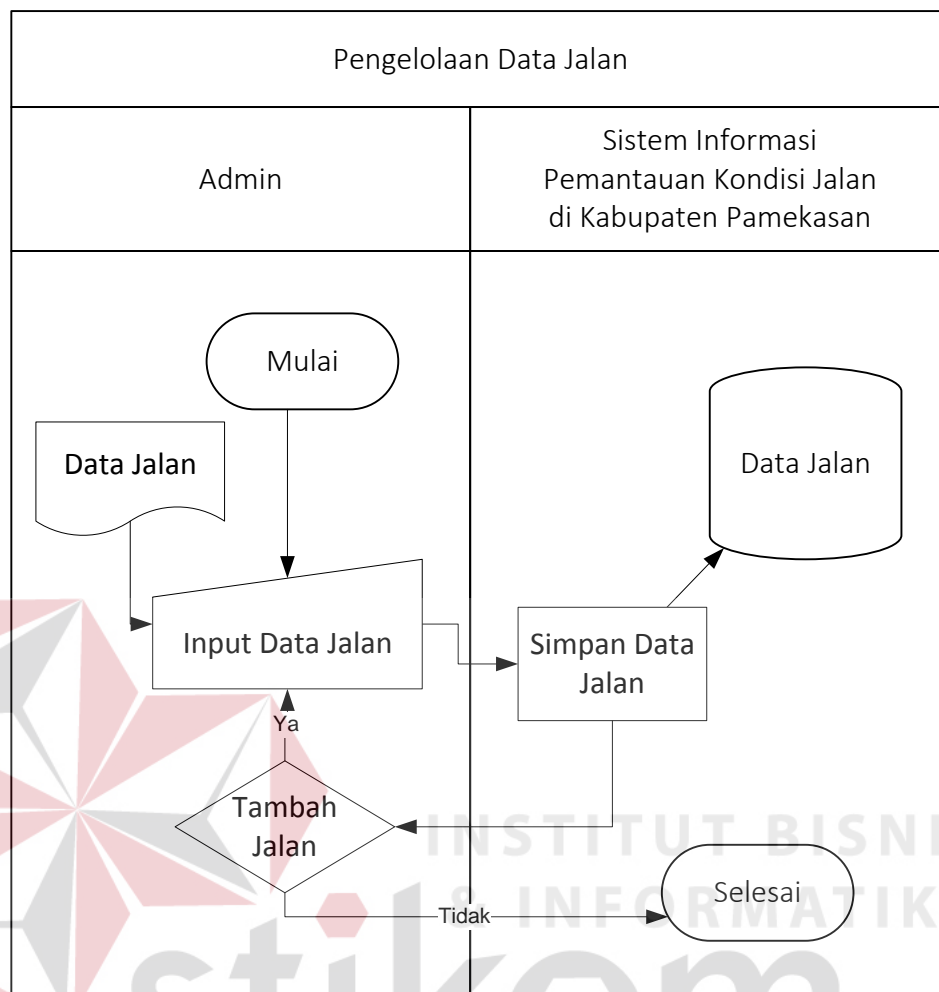 Pengelolaan Data Jalan
Admin
Sistem Informasi
Pemantauan Kondisi Jalan
di Kabupaten Pamekasan
Mulai
Data Jalan
Data Jalan
Input Data Jalan
Simpan Data
Jalan
Ya
Tambah
Jalan
Tidak
Selesai
INSTITUT BISNI
& INFORMATIK
stikom